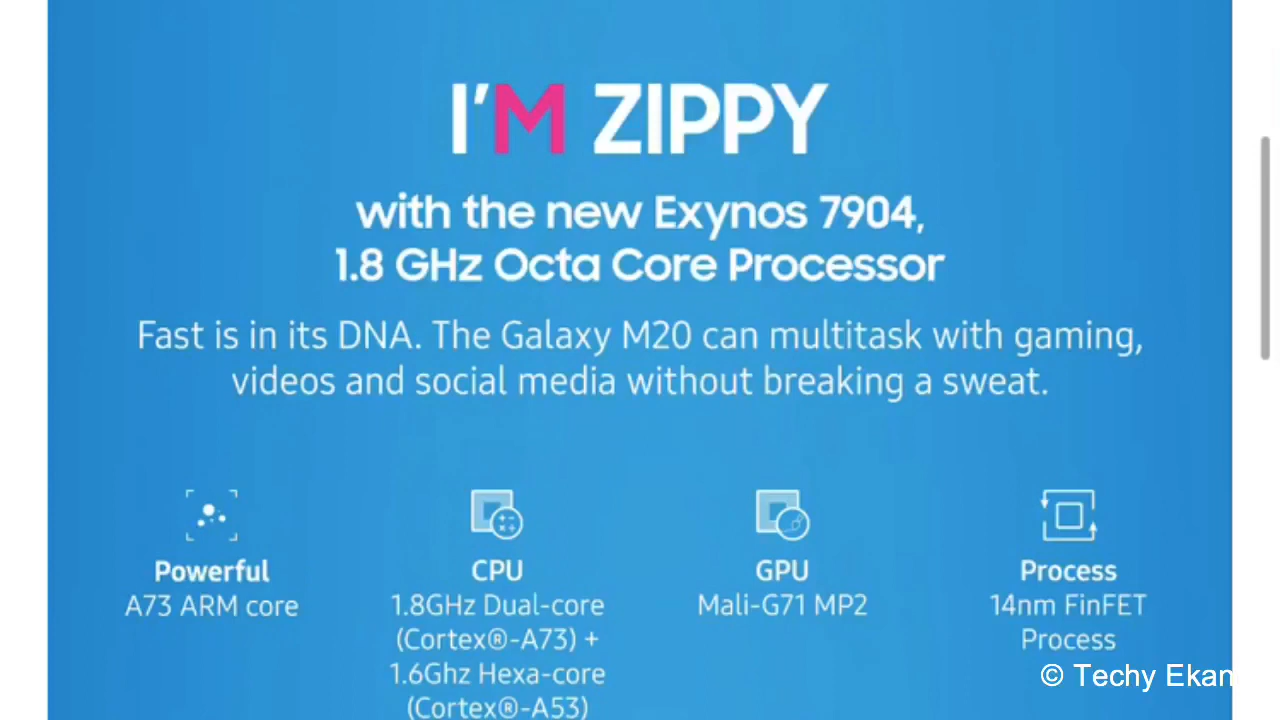 I'M ZIPPY
with the new Exynos 7904,
1.8 GHz Octa Core Processor
Fast is in its DNA. The Galaxy M20 can multitask with gaming,
videos and social media without breaking a sweat.
Powerful
A73 ARM core
CPU
1.8GHz Dual-core
(Cortex®-A73) +
1.6Ghz Hexa-core
(Cortex®-A53)
GPU
Mali-G71 MP2
Process
14nm FinFET
Process
© Techy Ekam